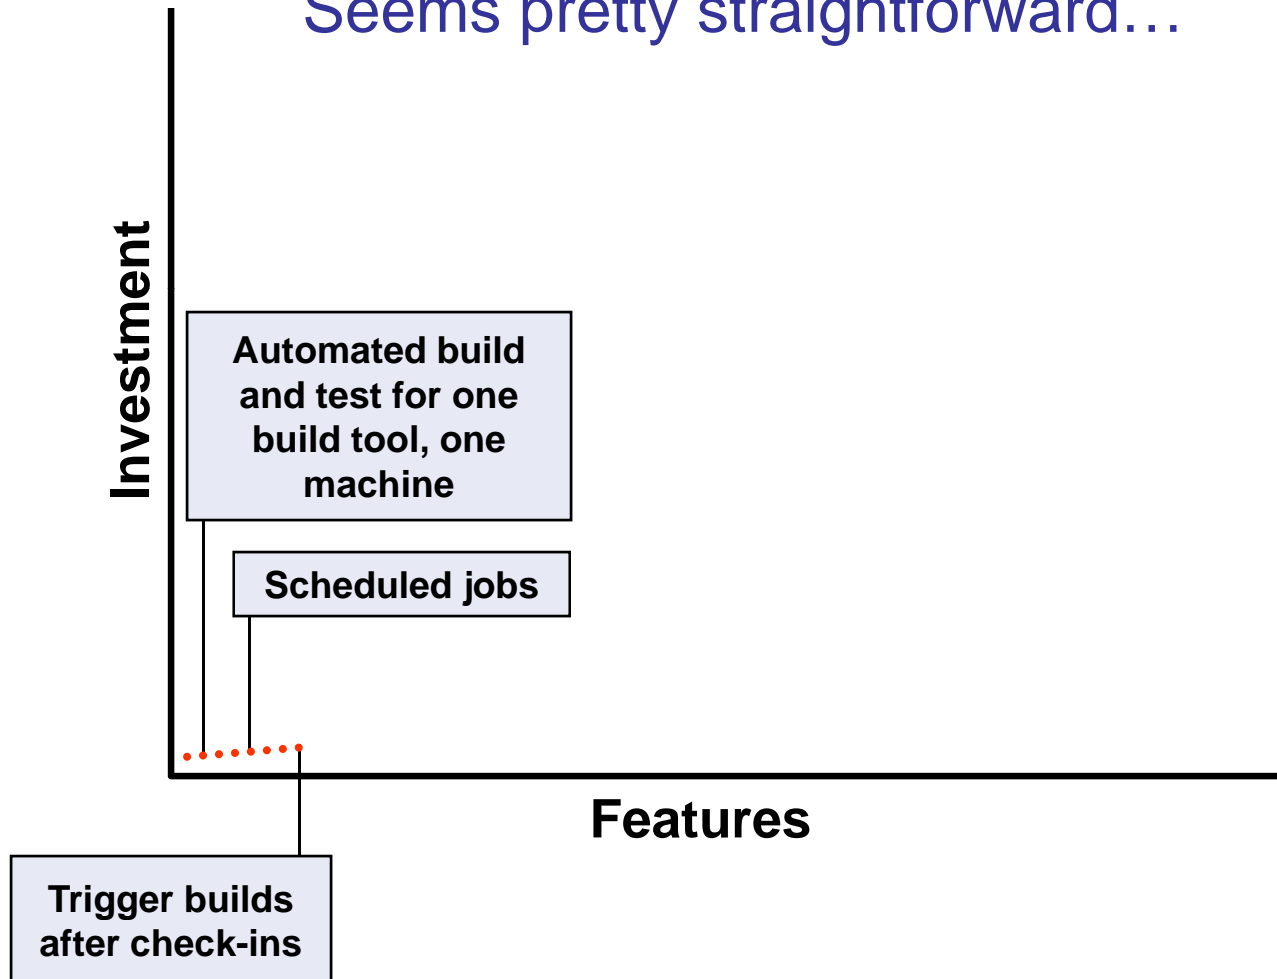 Seems pretty straightforward…
Investment
Automated build
and test for one
build tool, one
machine
Scheduled jobs
Features
Trigger builds
after check-ins